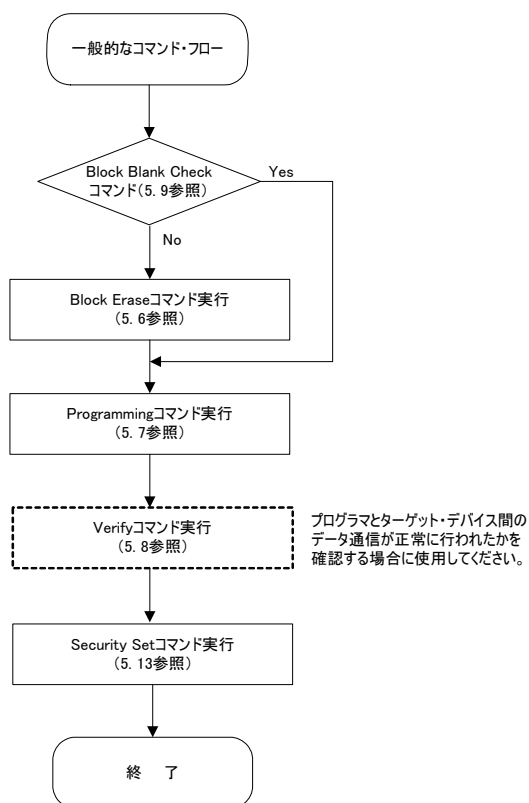 一般的なコマンド・フロー
Block Blank Check
コマンド(5.9参照)
Yes
No
Block Eraseコマンド実行
(5.6参照)
Programmingコマンド実行
(5.7参照)
Verifyコマンド実行
(5.8参照)
プログラマとターゲット・デバイス間の
データ通信が正常に行われたかを
確認する場合に使用してください。
Security Setコマンド実行
(5.13参照)
終 了